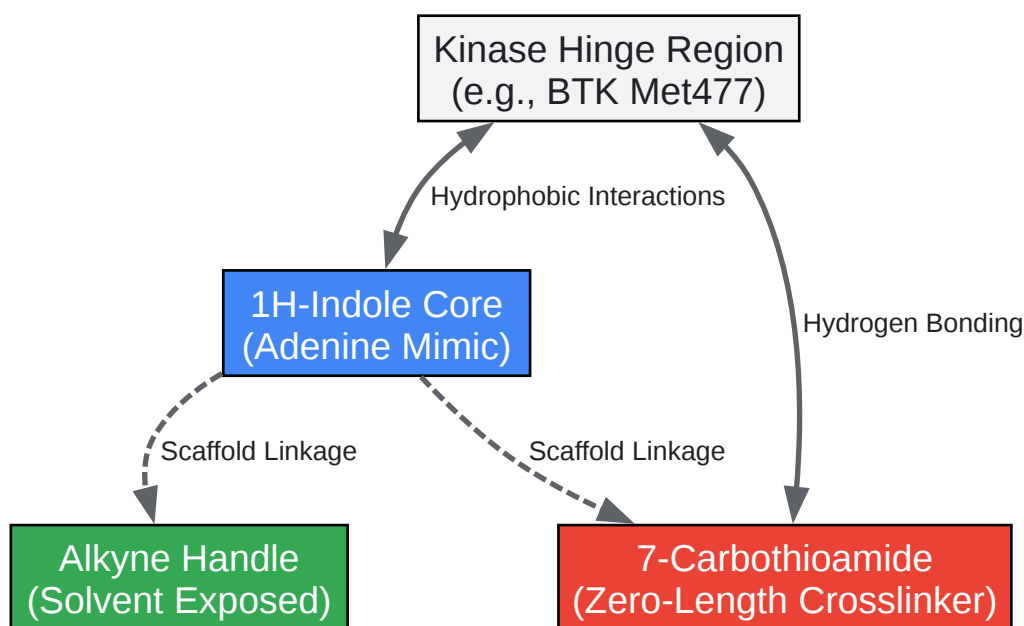 Kinase Hinge Region
(e.g., BTK Met477)
Hydrophobic Interactions
1H-Indole Core
(Adenine Mimic)
Hydrogen Bonding
Scaffold Linkage
Scaffold Linkage
Alkyne Handle
(Solvent Exposed)
7-Carbothioamide
(Zero-Length Crosslinker)